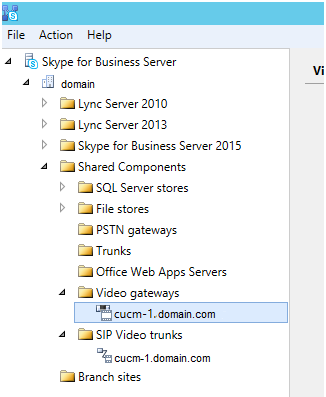 File Action Help
Skype for Business Server
domain
Lync Server 2010
Lync Server 2013
Skype for Business Server 2015
Shared Components
SQL Server stores
File stores
PSTN gateways
Trunks
Office Web Apps Servers
Video gateways
cucm-1.domain.com
SIP Video trunks
cucm-1.domain.com
Branch sites
Vi